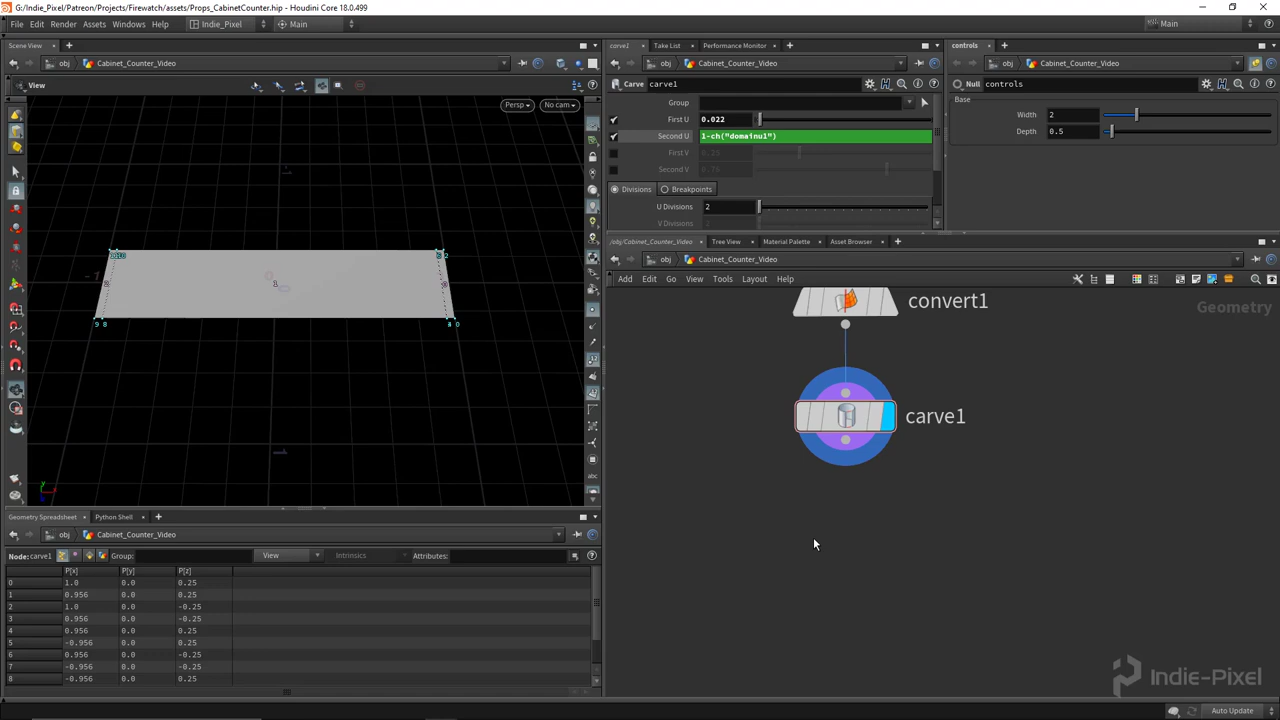 G:/Indie_Pixel/Patreon/Projects/Firewatch/assets/Props_CabinetCounter.hip - Houdini Core 18.0.499
File Edit Render Assets Windows Help Indie_Pixel Main Main
Scene View
obj Cabinet_Counter_Video
View
Persp No cam
carve1 Take List Performance Monitor
obj Cabinet_Counter_Video
Carve carve1
Group
First U 0.022
Second U 1-ch("domainu1")
First V 0.25
Second V 0.75
Divisions Breakpoints
U Divisions 2
V Divisions 2
controls
obj Cabinet_Counter_Video
Null controls
Base
Width 2
Depth 0.5
/obj/Cabinet_Counter_Video Tree View Material Palette Asset Browser
obj Cabinet_Counter_Video
Add Edit Go View Tools Layout Help
convert1
Geometry
carve1
Indie-Pixel
Geometry Spreadsheet Python Shell
obj Cabinet_Counter_Video
Node: carve1 Group: View Intrinsics Attributes:
P[x] P[y] P[z]
0 1.0 0.0 0.25
1 0.956 0.0 0.25
2 1.0 0.0 -0.25
3 0.956 0.0 -0.25
4 0.956 0.0 0.25
5 -0.956 0.0 0.25
6 0.956 0.0 -0.25
7 -0.956 0.0 -0.25
8 -0.956 0.0 0.25
Auto Update